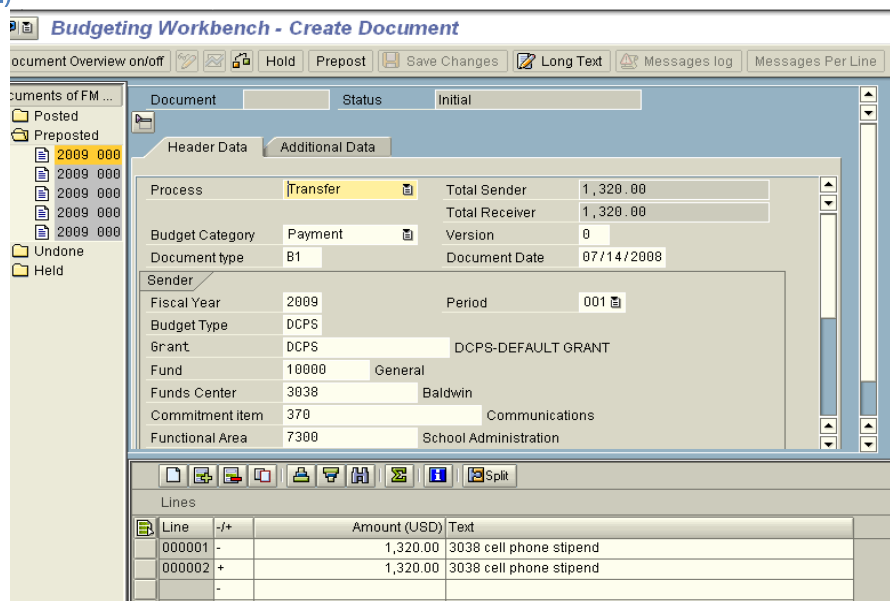 Budgeting Workbench - Create Document
ocument Overview on/off Hold Prepost Save Changes Long Text Messages log Messages Per Line
cuments of FM ...
Posted
Preposted
2009 000
2009 000
2009 000
2009 000
2009 000
Undone
Held
Document Status Initial
Header Data Additional Data
Process Transfer Total Sender 1,320.00
Total Receiver 1,320.00
Budget Category Payment Version 0
Document type B1 Document Date 07/14/2008
Sender
Fiscal Year 2009 Period 001
Budget Type DCPS
Grant DCPS DCPS-DEFAULT GRANT
Fund 10000 General
Funds Center 3038 Baldwin
Commitment item 370 Communications
Functional Area 7300 School Administration
Split
Lines
Line -/+ Amount (USD) Text
000001 - 1,320.00 3038 cell phone stipend
000002 + 1,320.00 3038 cell phone stipend
-